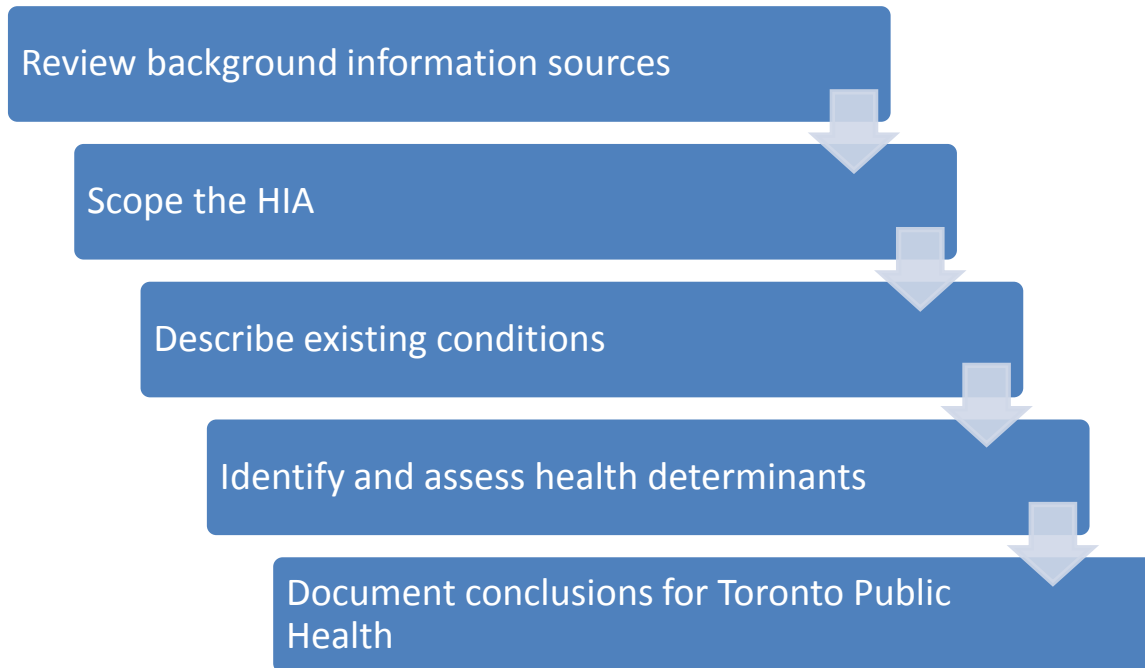 Review background information sources
Scope the HIA
Describe existing conditions
Identify and assess health determinants
Document conclusions for Toronto Public
Health